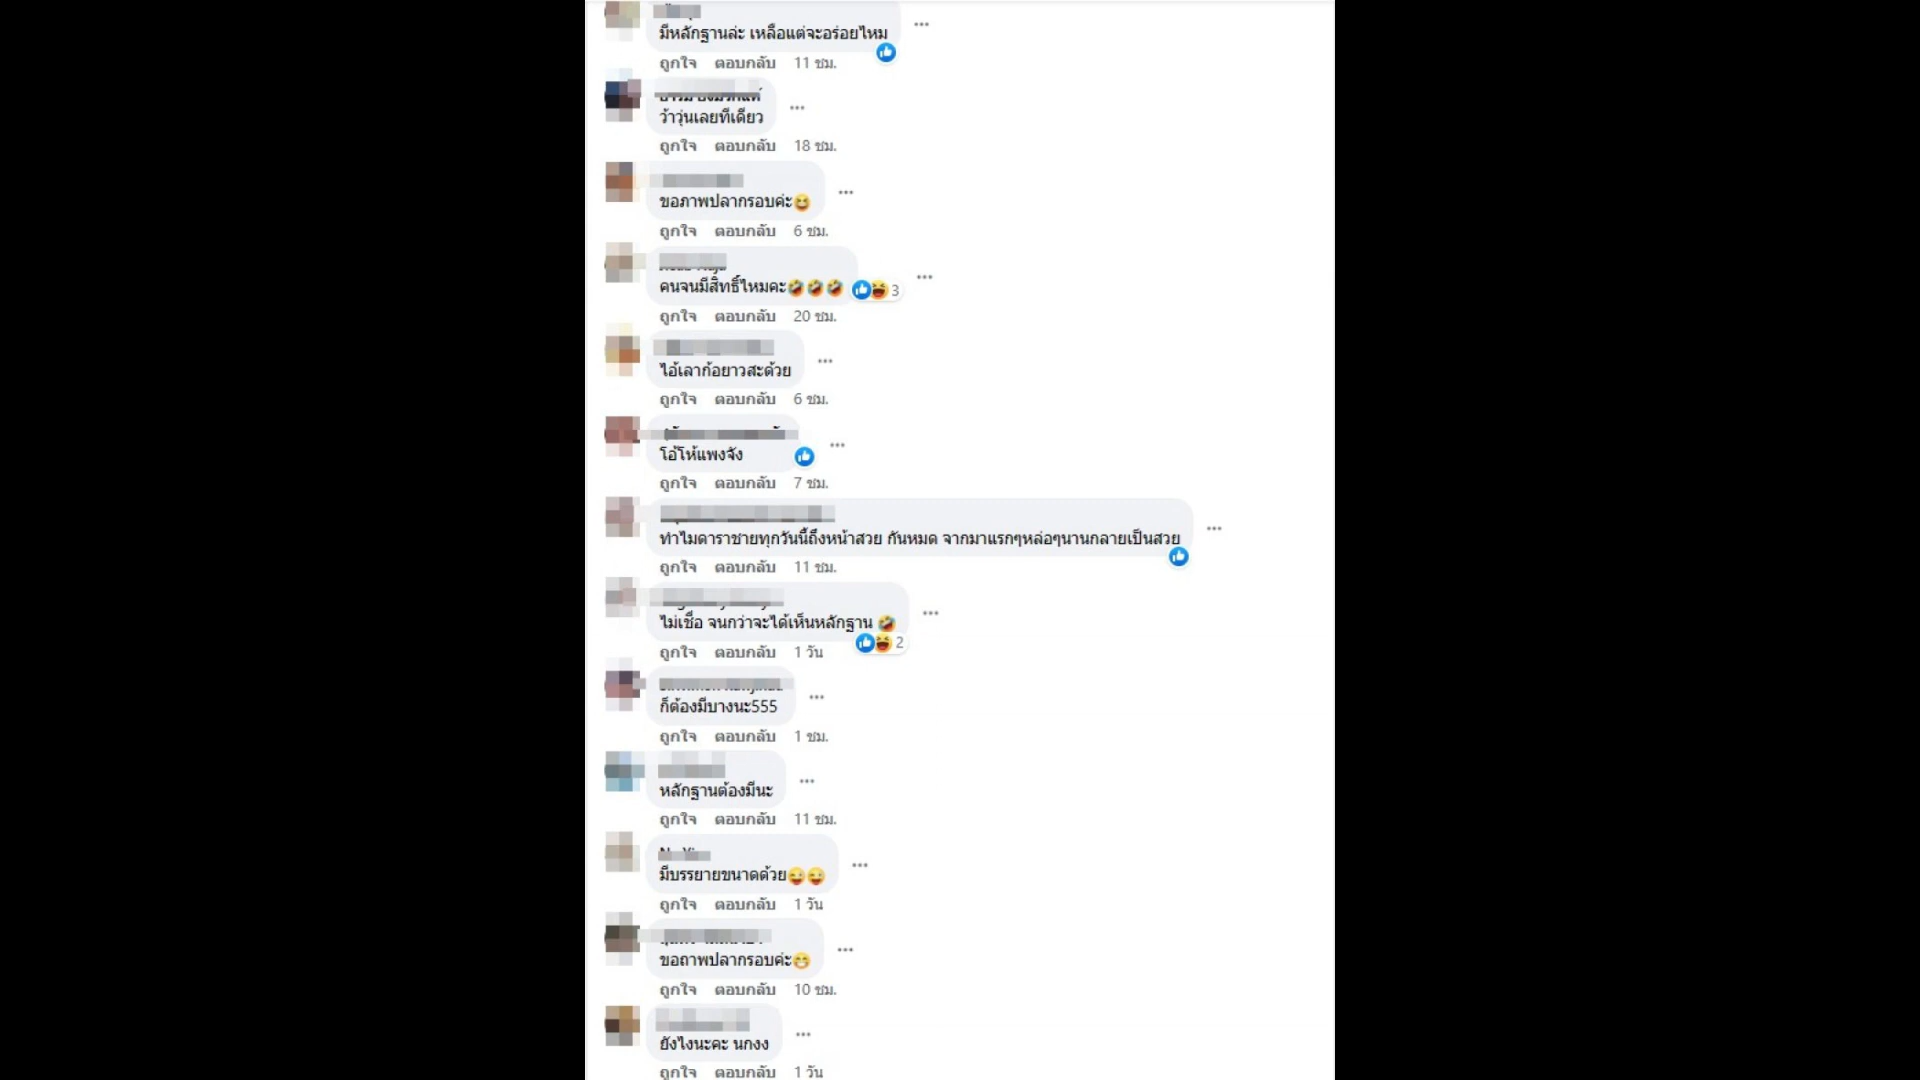 มีหลักฐานล่ะ เหลือแต่จะอร่อยไหม
ถูกใจ ตอบกลับ 11 ชม.
ว้าวุ่นเลยทีเดียว
ถูกใจ ตอบกลับ 18 ชม.
ขอภาพปลากรอบค่ะ😆
ถูกใจ ตอบกลับ 6 ชม.
คนจนมีสิทธิ์ไหมคะ🤣🤣🤣 3
ถูกใจ ตอบกลับ 20 ชม.
ไอ้เลาก้อยาวสะด้วย
ถูกใจ ตอบกลับ 6 ชม.
โอ้โห้แพงจัง
ถูกใจ ตอบกลับ 7 ชม.
ทำไมดาราชายทุกวันนี้ถึงหน้าสวย กันหมด จากมาแรกๆหล่อๆนานกลายเป็นสวย
ถูกใจ ตอบกลับ 11 ชม.
ไม่เชื่อ จนกว่าจะได้เห็นหลักฐาน 🤣
2
ถูกใจ ตอบกลับ 1 วัน
ก็ต้องมีบางนะ555
ถูกใจ ตอบกลับ 1 ชม.
หลักฐานต้องมีนะ
ถูกใจ ตอบกลับ 11 ชม.
มีบรรยายขนาดด้วย😜😜
ถูกใจ ตอบกลับ 1 วัน
ขอถาพปลากรอบค่ะ😁
ถูกใจ ตอบกลับ 10 ชม.
ยังไงนะคะ นกงง
ถูกใจ ตอบกลับ 1 วัน